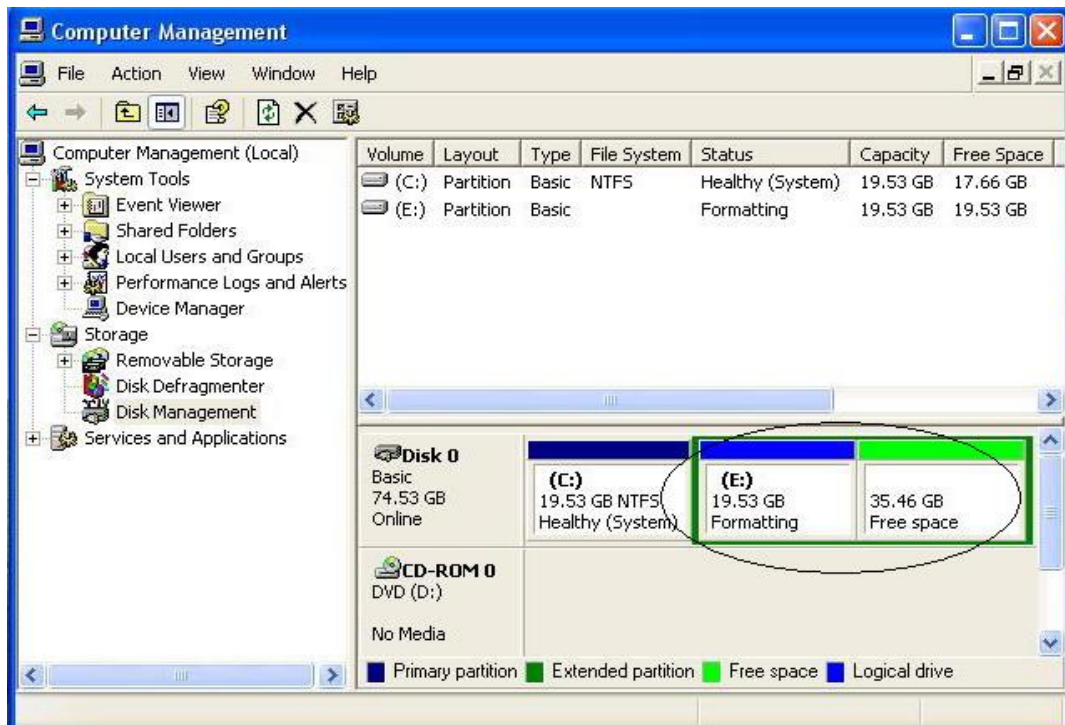 Computer Management
File Action View Window Help
Computer Management (Local)
System Tools
Event Viewer
Shared Folders
Local Users and Groups
Performance Logs and Alerts
Device Manager
Storage
Removable Storage
Disk Defragmenter
Disk Management
Services and Applications
Volume Layout Type File System Status Capacity Free Space
(C:) Partition Basic NTFS Healthy (System) 19.53 GB 17.66 GB
(E:) Partition Basic Formatting 19.53 GB 19.53 GB
Disk 0
Basic
74.53 GB
Online
(C:)
19.53 GB NTFS
Healthy (System)
(E:)
19.53 GB
Formatting
35.46 GB
Free space
CD-ROM 0
DVD (D:)
No Media
Primary partition Extended partition Free space Logical drive